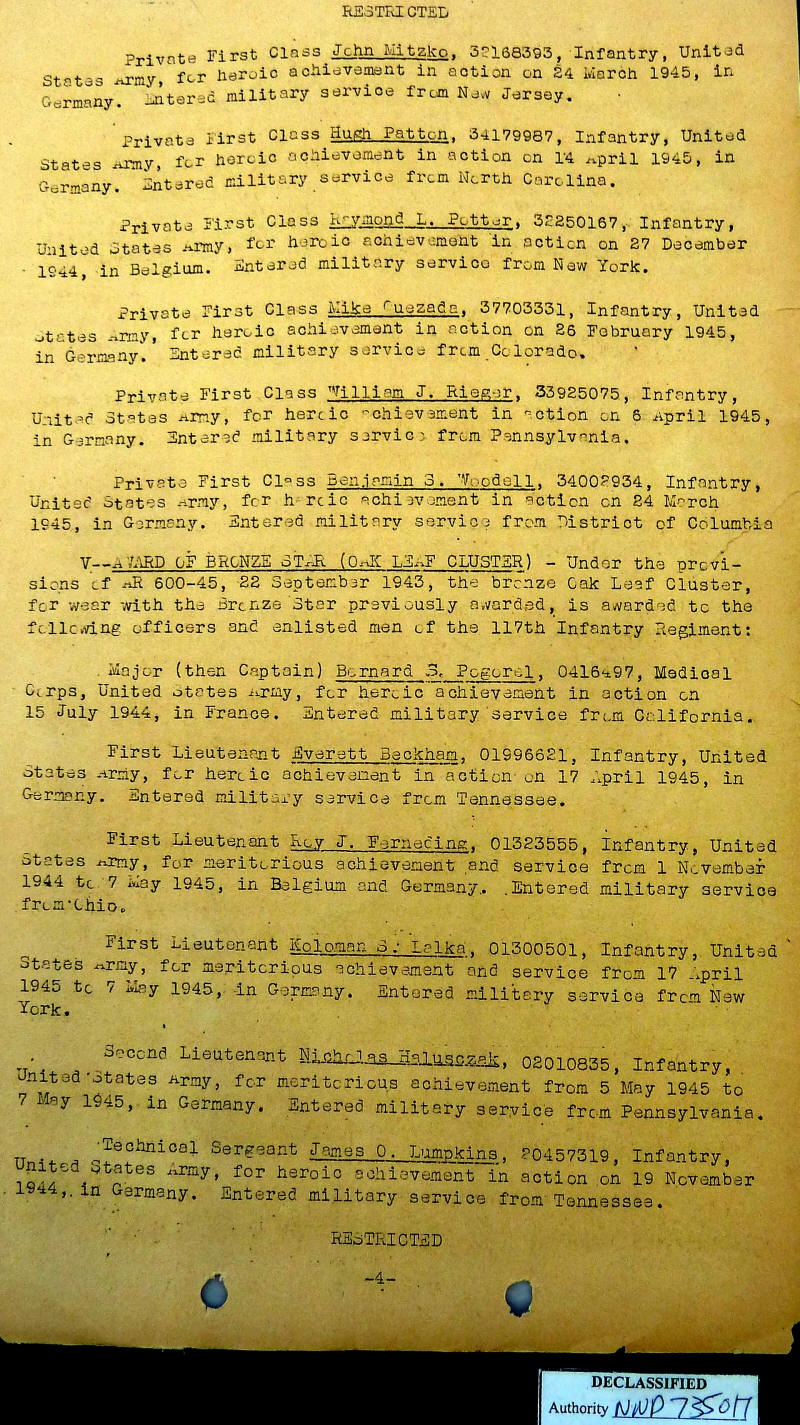 RESTRICTED
Private First Class John Mitzko, 32168393, Infantry, United
States Army, for heroic achievement in action on 24 March 1945, in
Germany. Entered military service from New Jersey.
Private First Class Hugh Patton, 34179987, Infantry, United
States Army, for heroic achievement in action on 14 April 1945, in
Germany. Entered military service from North Carolina.
Private First Class Raymond L. Potter, 32250167, Infantry,
United States Army, for heroic achievement in action on 27 December
1944, in Belgium. Entered military service from New York.
Private First Class Mike Quezada, 37703331, Infantry, United
States Army, for heroic achievement in action on 26 February 1945,
in Germany. Entered military service from Colorado.
Private First Class William J. Rieger, 33925075, Infantry,
United States Army, for heroic achievement in action on 6 April 1945,
in Germany. Entered military service from Pennsylvania.
Private First Class Benjamin S. Woodell, 34002934, Infantry,
United States Army, for heroic achievement in action on 24 March
1945, in Germany. Entered military service from District of Columbia
V--AWARD OF BRONZE STAR (OAK LEAF CLUSTER) - Under the provi-
sions of AR 600-45, 22 September 1943, the bronze Oak Leaf Cluster,
for wear with the Bronze Star previously awarded, is awarded to the
following officers and enlisted men of the 117th Infantry Regiment:
Major (then Captain) Bernard S. Pogorel, 0416497, Medical
Corps, United States Army, for heroic achievement in action on
15 July 1944, in France. Entered military service from California.
First Lieutenant Everett Beckham, 01996621, Infantry, United
States Army, for heroic achievement in action on 17 April 1945, in
Germany. Entered military service from Tennessee.
First Lieutenant Roy J. Ferneding, 01323555, Infantry, United
States Army, for meritorious achievement and service from 1 November
1944 to 7 May 1945, in Belgium and Germany. Entered military service
from Ohio.
First Lieutenant Koloman S. Lalka, 01300501, Infantry, United
States Army, for meritorious achievement and service from 17 April
1945 to 7 May 1945, in Germany. Entered military service from New
York.
Second Lieutenant Nicholas Halusczak, 02010835, Infantry,
United States Army, for meritorious achievement from 5 May 1945 to
7 May 1945, in Germany. Entered military service from Pennsylvania.
Technical Sergeant James O. Lumpkins, 20457319, Infantry,
United States Army, for heroic achievement in action on 19 November
1944, in Germany. Entered military service from Tennessee.
RESTRICTED
-4-
DECLASSIFIED
Authority NND 735017